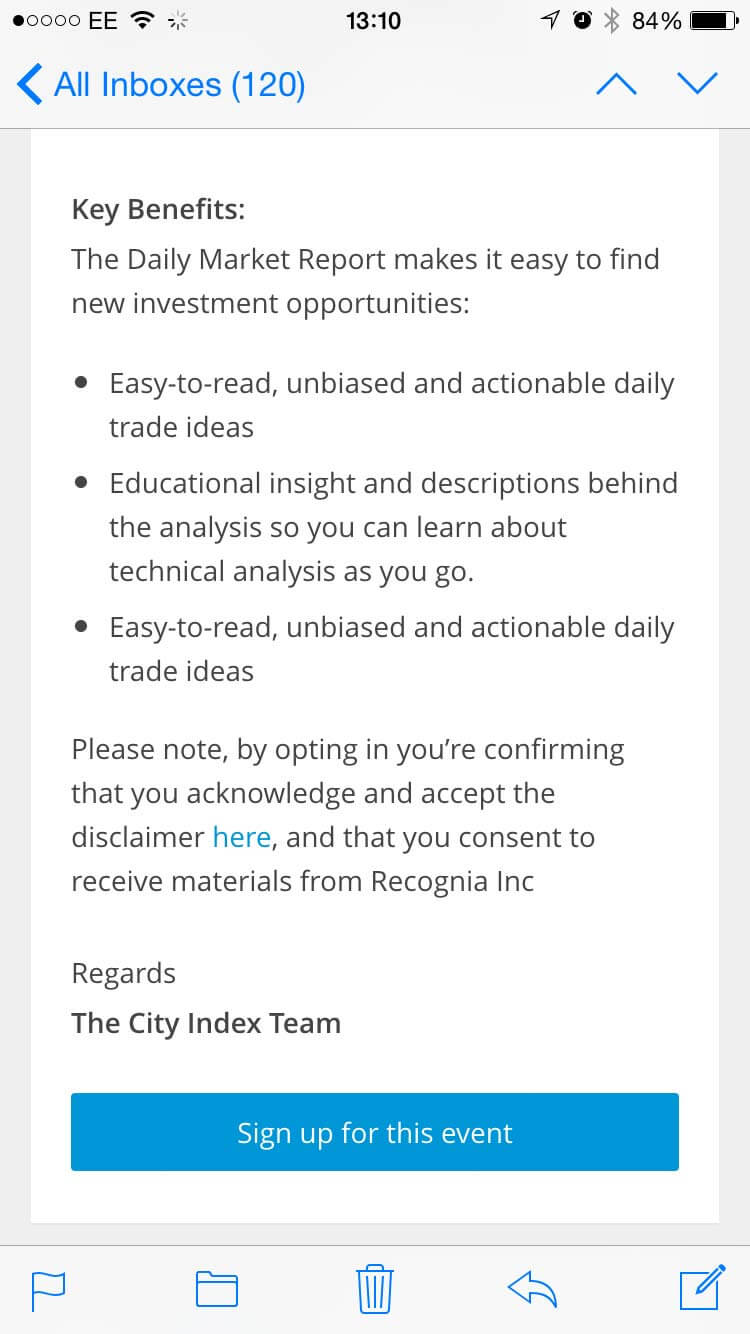 EE 13:10 84%
All Inboxes (120)
Key Benefits:
The Daily Market Report makes it easy to find
new investment opportunities:
• Easy-to-read, unbiased and actionable daily
trade ideas
• Educational insight and descriptions behind
the analysis so you can learn about
technical analysis as you go.
• Easy-to-read, unbiased and actionable daily
trade ideas
Please note, by opting in you’re confirming
that you acknowledge and accept the
disclaimer here, and that you consent to
receive materials from Recognia Inc
Regards
The City Index Team
Sign up for this event